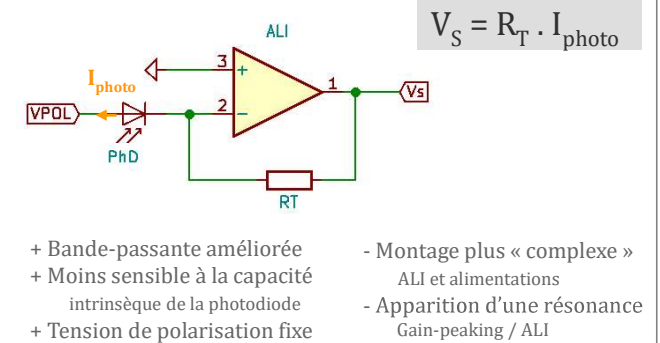 V_S = R_T . I_photo
ALI
3
+
1
Vs
I_photo
VPOL
2
-
PhD
RT
+ Bande-passante améliorée
+ Moins sensible à la capacité
intrinsèque de la photodiode
+ Tension de polarisation fixe
- Montage plus « complexe »
ALI et alimentations
- Apparition d'une résonance
Gain-peaking / ALI